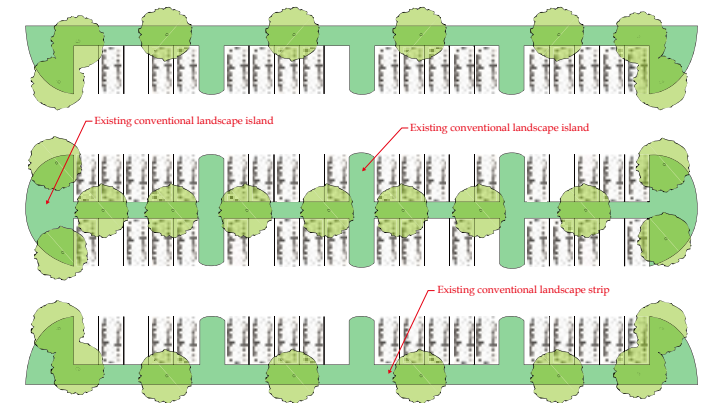 Existing conventional landscape island
Existing conventional landscape island
Existing conventional landscape strip